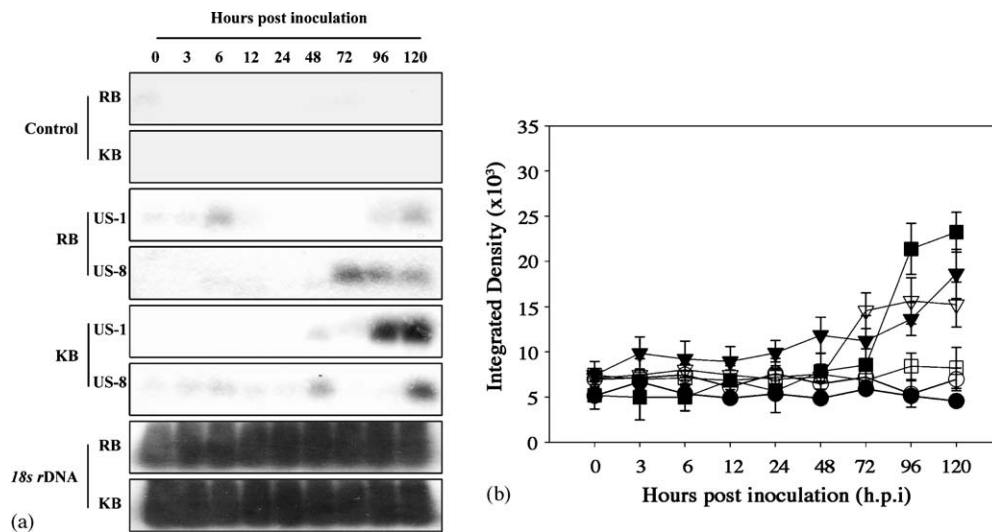 Hours post inoculation
0 3 6 12 24 48 72 96 120
Control
RB
KB
RB
US-1
US-8
KB
US-1
US-8
18s rDNA
RB
KB
(a)
Integrated Density (x10³)
35
30
25
20
15
10
5
0
0 3 6 12 24 48 72 96 120
Hours post inoculation (h.p.i)
(b)